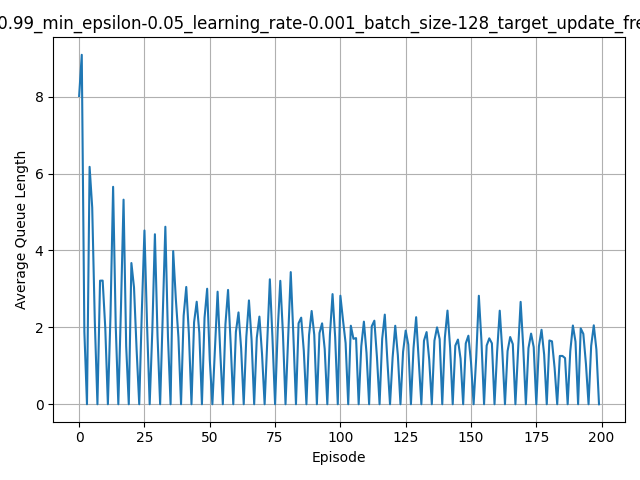 0.99_min_epsilon-0.05_learning_rate-0.001_batch_size-128_target_update_fre
8
6
4
2
0
Average Queue Length
0 25 50 75 100 125 150 175 200
Episode